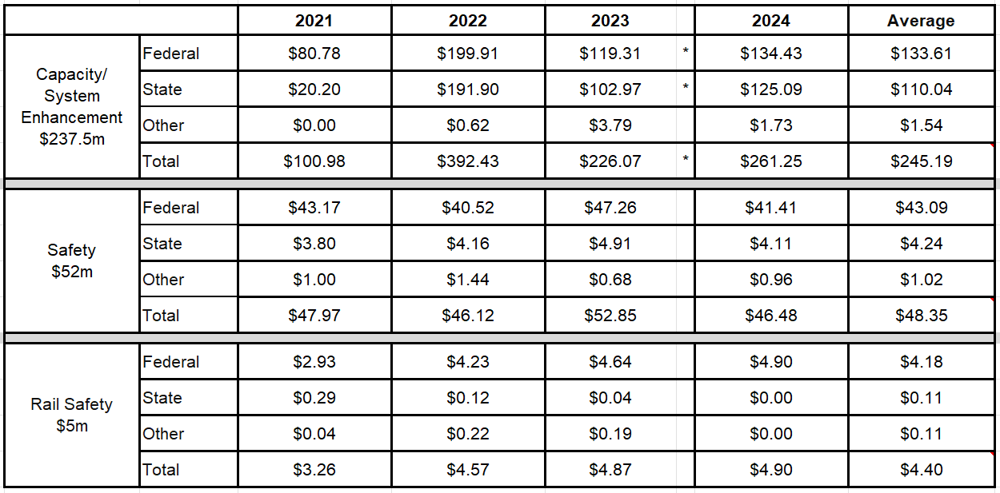 2021 2022 2023 2024 Average
Capacity/
System
Enhancement
$237.5m
Federal $80.78 $199.91 $119.31 * $134.43 $133.61
State $20.20 $191.90 $102.97 * $125.09 $110.04
Other $0.00 $0.62 $3.79 $1.73 $1.54
Total $100.98 $392.43 $226.07 * $261.25 $245.19
Safety
$52m
Federal $43.17 $40.52 $47.26 $41.41 $43.09
State $3.80 $4.16 $4.91 $4.11 $4.24
Other $1.00 $1.44 $0.68 $0.96 $1.02
Total $47.97 $46.12 $52.85 $46.48 $48.35
Rail Safety
$5m
Federal $2.93 $4.23 $4.64 $4.90 $4.18
State $0.29 $0.12 $0.04 $0.00 $0.11
Other $0.04 $0.22 $0.19 $0.00 $0.11
Total $3.26 $4.57 $4.87 $4.90 $4.40